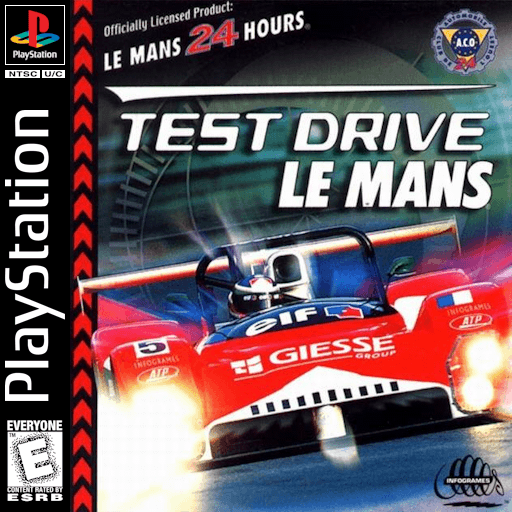 PlayStation
NTSC U/C
PlayStation
EVERYONE
E
CONTENT RATED BY
ESRB
Officially Licensed Product:
LE MANS 24 HOURS®
A.C.O
TEST DRIVE
LE MANS
elf
GIESSE
GROUP
5
INFOGRAMES
ATP
INFOGRAMES
ATP
INFOGRAMES